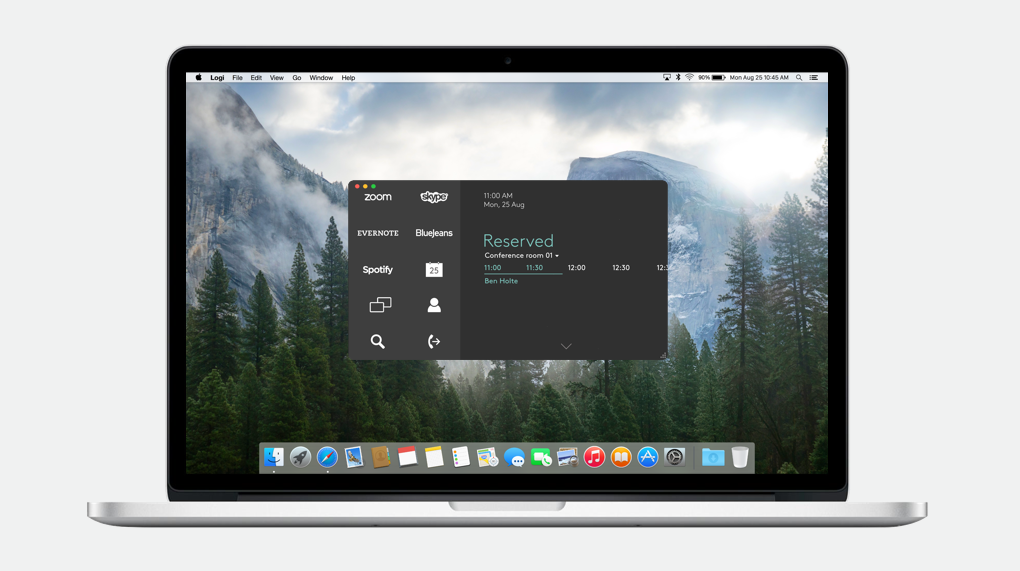 Logi File Edit View Go Window Help 90% Mon Aug 25 10:45 AM
zoom skype
EVERNOTE BlueJeans
Spotify 25
11:00 AM
Mon, 25 Aug
Reserved
Conference room 01
11:00 11:30 12:00 12:30 12:3
Ben Holte